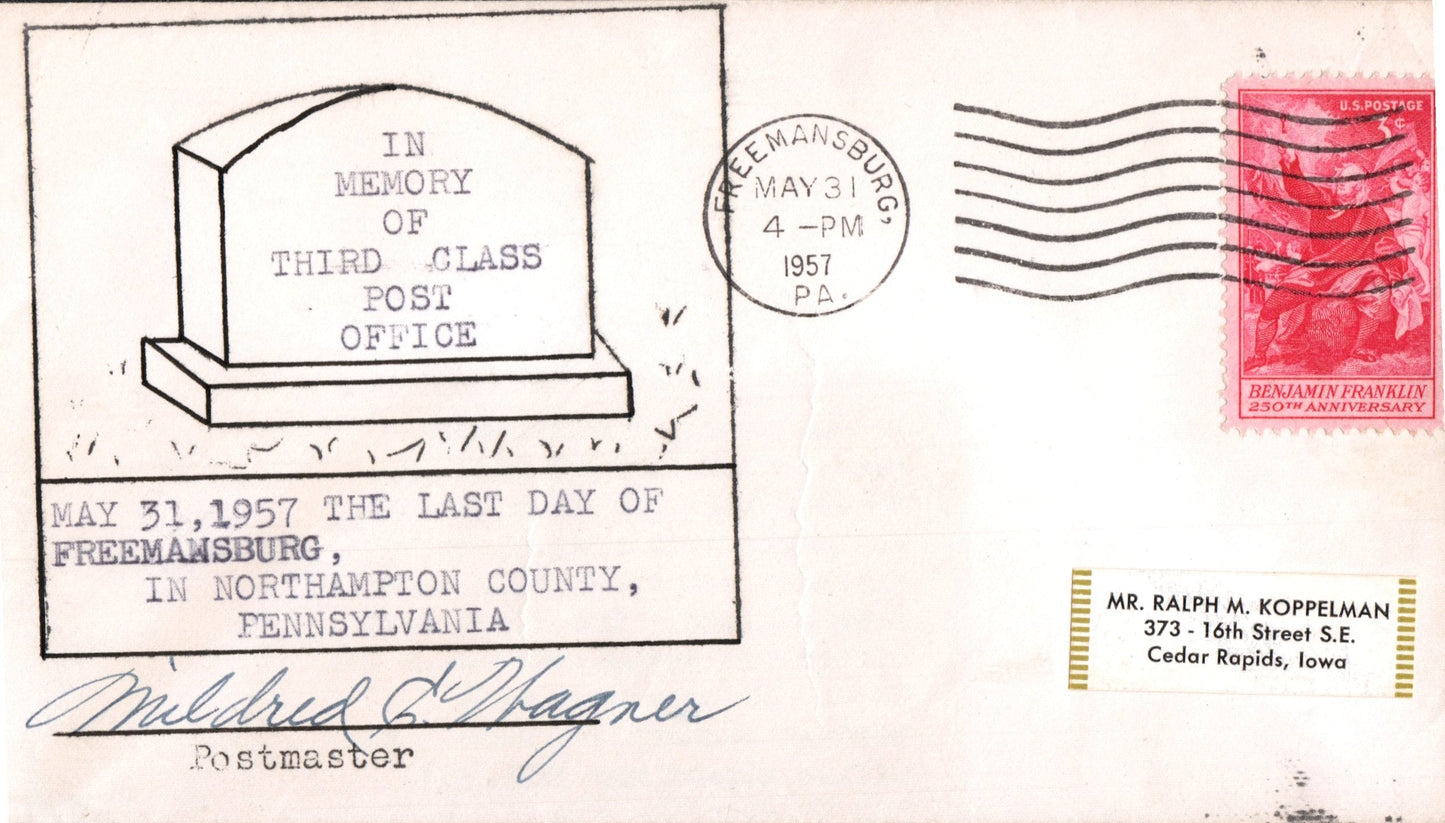 IN
MEMORY
OF
THIRD CLASS
POST
OFFICE
MAY 31,1957 THE LAST DAY OF
FREEMANSBURG,
IN NORTHAMPTON COUNTY,
PENNSYLVANIA
Mildred E. Wagner
Postmaster
FREEMANSBURG,
MAY 31
4 -PM
1957
PA.
U.S. POSTAGE
3¢
BENJAMIN FRANKLIN
250TH ANNIVERSARY
MR. RALPH M. KOPPELMAN
373 - 16th Street S.E.
Cedar Rapids, Iowa